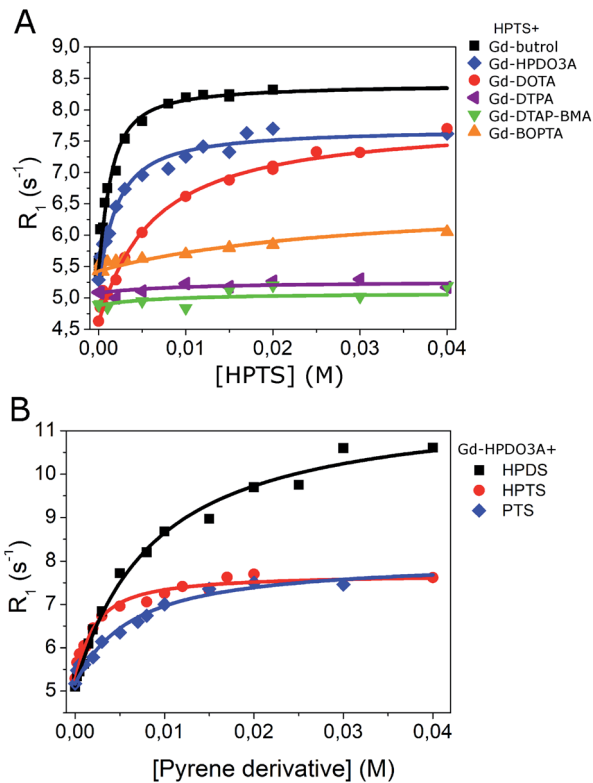 A
HPTS+
Gd-butrol
Gd-HPDO3A
Gd-DOTA
Gd-DTPA
Gd-DTAP-BMA
Gd-BOPTA
9,0
8,5
8,0
7,5
7,0
6,5
6,0
5,5
5,0
4,5
R1 (s-1)
0,00 0,01 0,02 0,03 0,04
[HPTS] (M)
B
Gd-HPDO3A+
HPDS
HPTS
PTS
11
10
9
8
7
6
5
R1 (s-1)
0,00 0,01 0,02 0,03 0,04
[Pyrene derivative] (M)